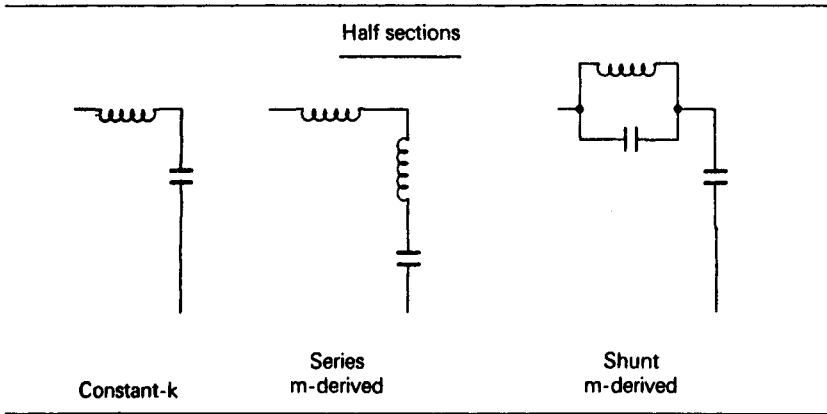 Half sections
Constant-k
Series
m-derived
Shunt
m-derived